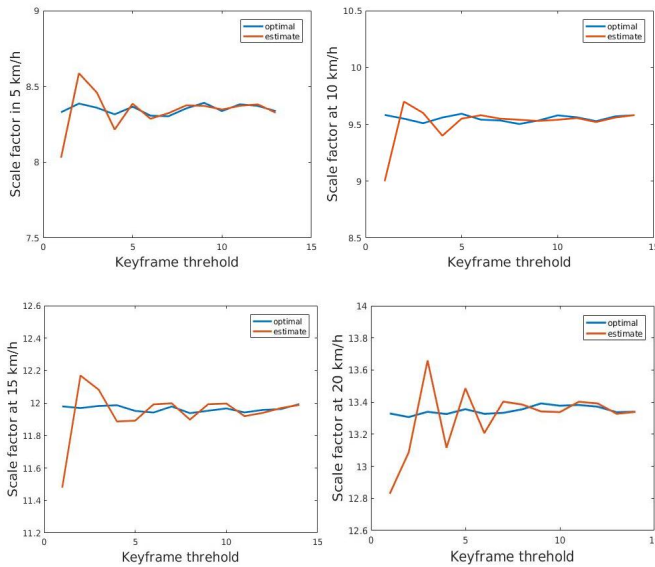 9
8.5
8
7.5
Scale factor in 5 km/h
optimal
estimate
0 5 10 15
Keyframe threhold
10.5
10
9.5
9
8.5
Scale factor at 10 km/h
optimal
estimate
0 5 10 15
Keyframe threhold
12.6
12.4
12.2
12
11.8
11.6
11.4
11.2
Scale factor at 15 km/h
optimal
estimate
0 5 10 15
Keyframe threhold
14
13.8
13.6
13.4
13.2
13
12.8
12.6
Scale factor at 20 km/h
optimal
estimate
0 5 10 15
Keyframe threhold